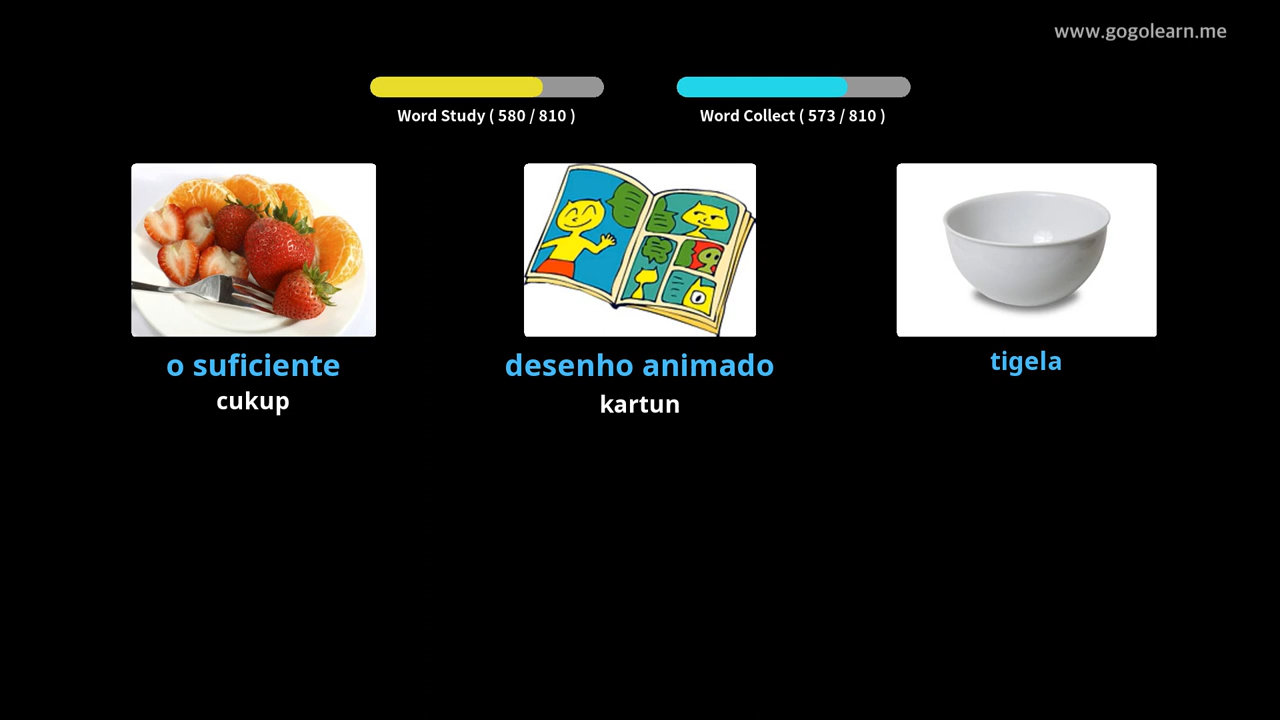 www.gogolearn.me
Word Study ( 580 / 810 )
Word Collect ( 573 / 810 )
o suficiente
cukup
desenho animado
kartun
tigela